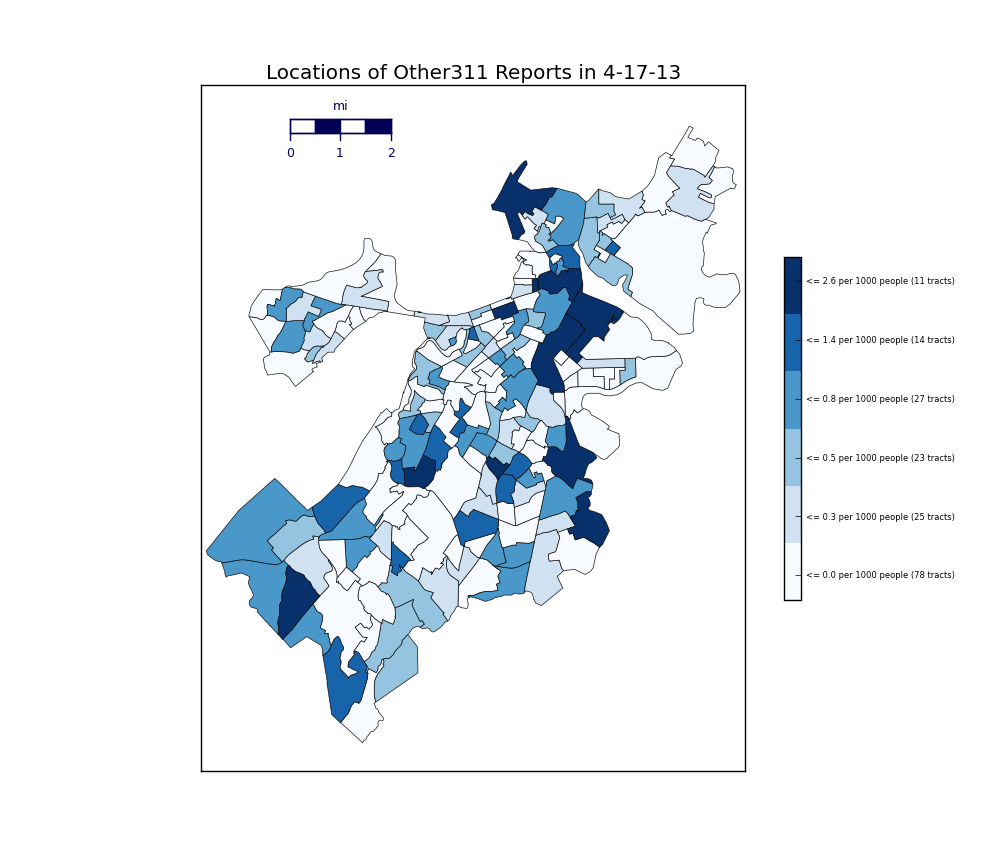 Locations of Other311 Reports in 4-17-13
mi
0 1 2
<= 2.6 per 1000 people (11 tracts)
<= 1.4 per 1000 people (14 tracts)
<= 0.8 per 1000 people (27 tracts)
<= 0.5 per 1000 people (23 tracts)
<= 0.3 per 1000 people (25 tracts)
<= 0.0 per 1000 people (78 tracts)